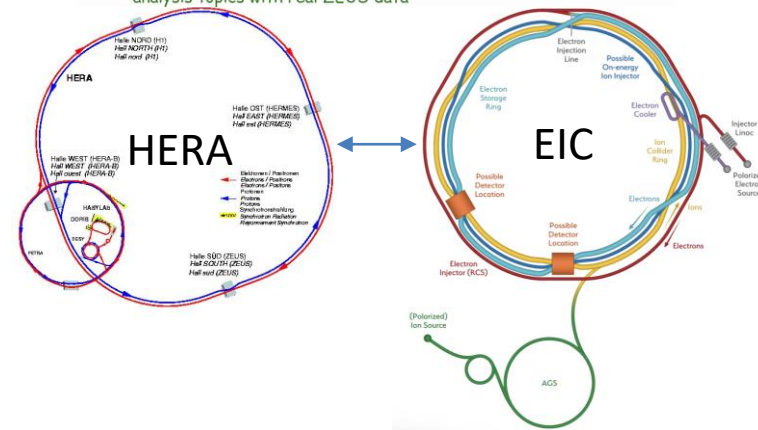 analysis Topics with real ZEUS data
Halle NORD (H1)
Hall NORTH (H1)
Hall nord (H1)
HERA
Halle OST (HERMES)
Hall EAST (HERMES)
Hall est (HERMES)
Halle WEST (HERA-B)
Hall WEST (HERA-B)
Hall ouest (HERA-B)
HERA
Elektronen / Positronen
Electrons / Positrons
Electrons / Positons
Protonen
Protons
Protons
Synchrotronstrahlung
Synchrotron Radiation
Rayonnement Synchrotron
HASYLAB
DORIS
PETRA
Halle SÜD (ZEUS)
Hall SOUTH (ZEUS)
Hall sud (ZEUS)
Electron
Injection
Line
Possible
On-energy
Ion Injector
Electron
Storage
Ring
Electron
Cooler
Injector
Linac
EIC
Ion
Collider
Ring
Polarized
Electron
Source
Possible
Detector
Location
Electrons
Ions
Possible
Detector
Location
Electrons
Electron
Injector (RCS)
(Polarized)
Ion Source
AGS